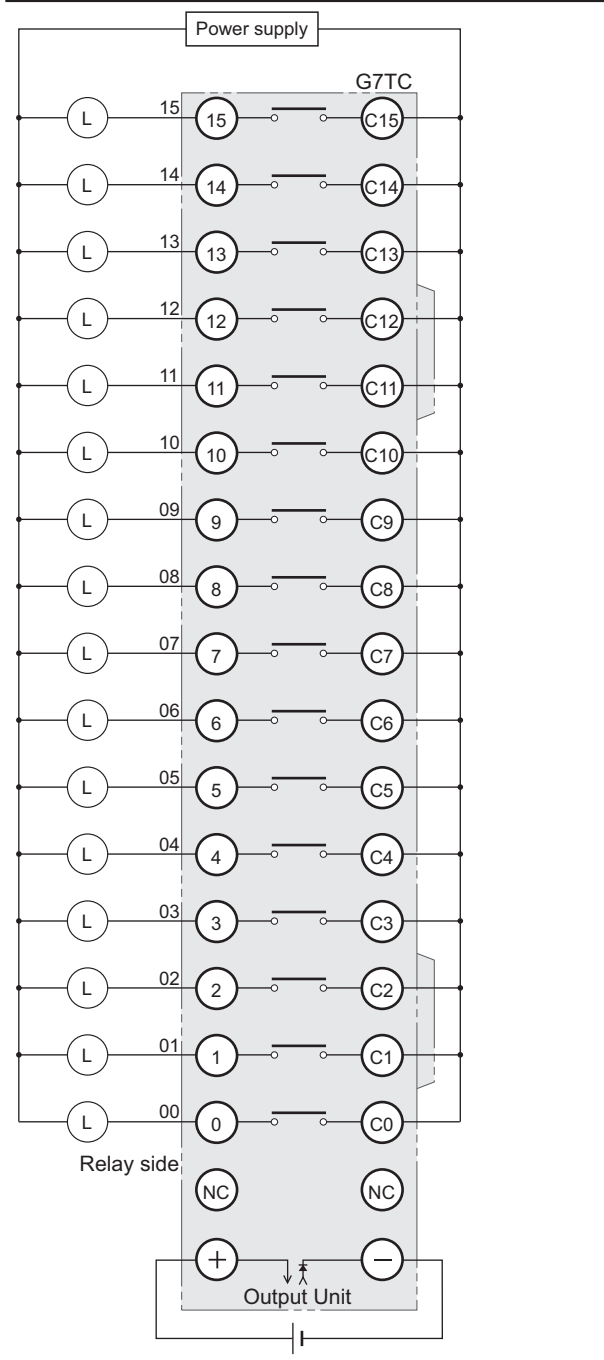 Power supply
G7TC
15 L 15 C15
14 L 14 C14
13 L 13 C13
12 L 12 C12
11 L 11 C11
10 L 10 C10
09 L 9 C9
08 L 8 C8
07 L 7 C7
06 L 6 C6
05 L 5 C5
04 L 4 C4
03 L 3 C3
02 L 2 C2
01 L 1 C1
00 L 0 C0
Relay side
NC NC
+ −
Output Unit